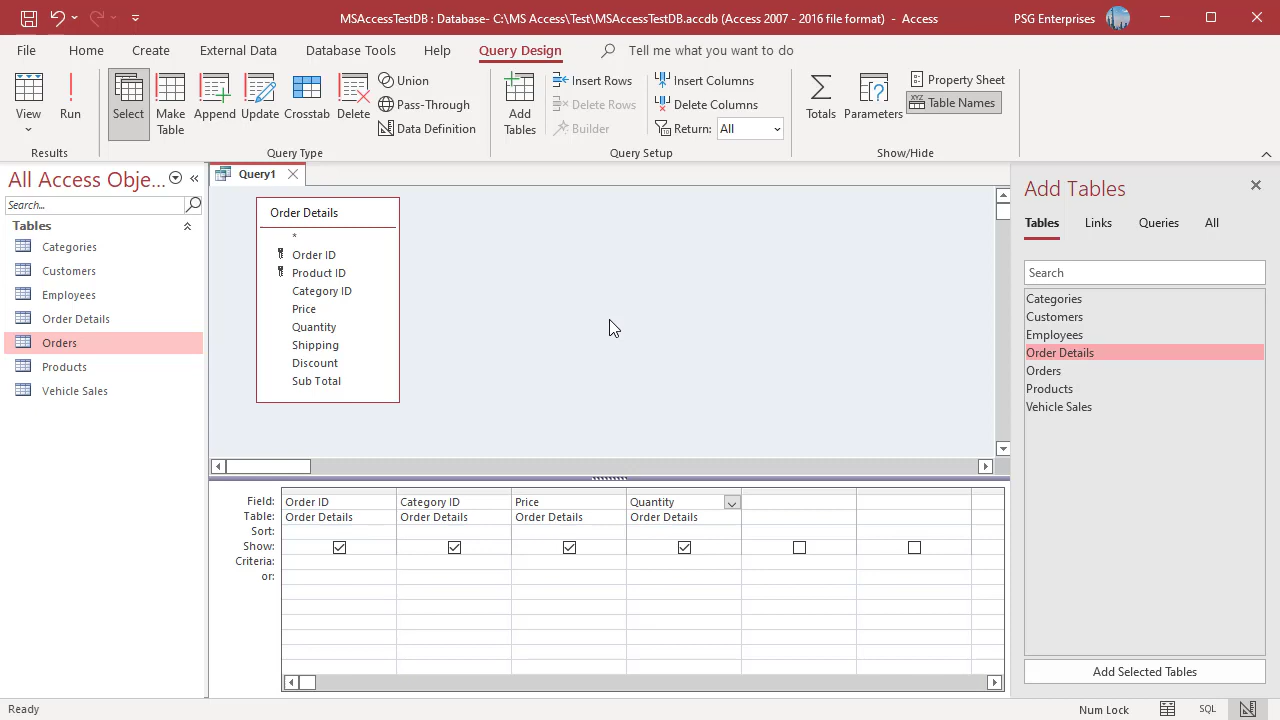 MSAccessTestDB : Database- C:\MS Access\Test\MSAccessTestDB.accdb (Access 2007 - 2016 file format) - Access
PSG Enterprises
File Home Create External Data Database Tools Help Query Design Tell me what you want to do
View
Run
Results
Select
Make Table
Append
Update
Crosstab
Delete
Union
Pass-Through
Data Definition
Query Type
Add Tables
Insert Rows
Delete Rows
Builder
Insert Columns
Delete Columns
Return: All
Query Setup
Totals
Parameters
Property Sheet
XYZ Table Names
Show/Hide
All Access Obje...
Search...
Tables
Categories
Customers
Employees
Order Details
Orders
Products
Vehicle Sales
Query1
Order Details
*
Order ID
Product ID
Category ID
Price
Quantity
Shipping
Discount
Sub Total
Field: Order ID Category ID Price Quantity
Table: Order Details Order Details Order Details Order Details
Sort:
Show:
Criteria:
or:
Add Tables
Tables Links Queries All
Search
Categories
Customers
Employees
Order Details
Orders
Products
Vehicle Sales
Add Selected Tables
Ready
Num Lock
SQL